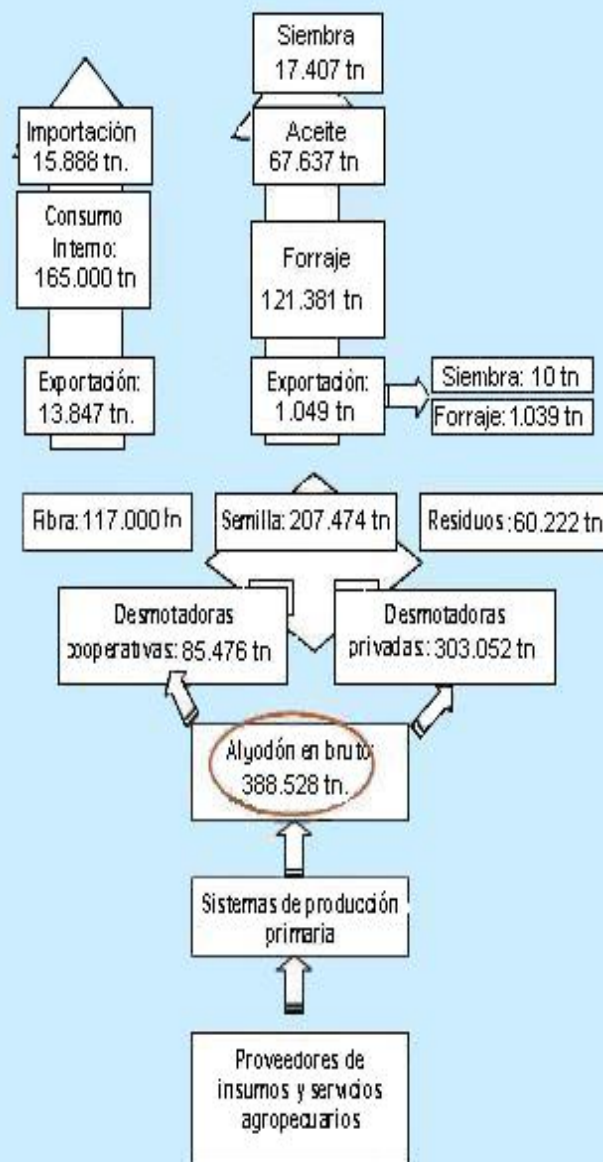 Siembra
17.407 tn
Importación
15.888 tn.
Aceite
67.637 tn
Consumo
Interno:
165.000 tn
Forraje
121.381 tn
Exportación:
13.847 tn.
Exportación:
1.049 tn
Siembra: 10 tn
Forraje: 1.039 tn
Fibra: 117.000 tn
Semilla: 207.474 tn
Residuos: 60.222 tn
Desmotadoras
cooperativas: 85.476 tn
Desmotadoras
privadas: 303.052 tn
Algodón en bruto:
388.528 tn.
Sistemas de producción
primaria
Proveedores de
insumos y servicios
agropecuarios